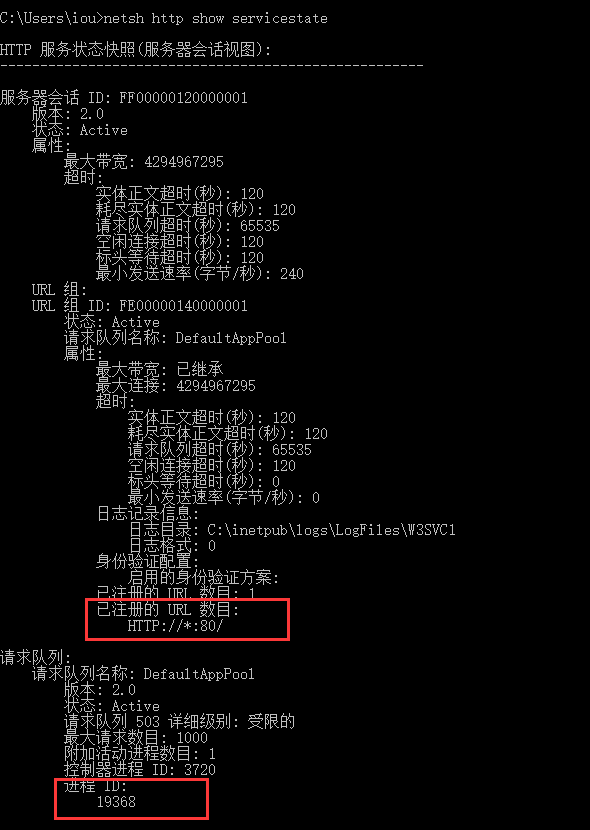 C:\Users\iou>netsh http show servicestate
HTTP 服务状态快照(服务器会话视图):
-----------------------------------------------------
服务器会话 ID: FF00000120000001
版本: 2.0
状态: Active
属性:
最大带宽: 4294967295
超时:
实体正文超时(秒): 120
耗尽实体正文超时(秒): 120
请求队列超时(秒): 65535
空闲连接超时(秒): 120
标头等待超时(秒): 120
最小发送速率(字节/秒): 240
URL 组:
URL 组 ID: FE00000140000001
状态: Active
请求队列名称: DefaultAppPool
属性:
最大带宽: 已继承
最大连接: 4294967295
超时:
实体正文超时(秒): 120
耗尽实体正文超时(秒): 120
请求队列超时(秒): 65535
空闲连接超时(秒): 120
标头等待超时(秒): 0
最小发送速率(字节/秒): 0
日志记录信息:
日志目录: C:\inetpub\logs\LogFiles\W3SVC1
日志格式: 0
身份验证配置:
启用的身份验证方案:
已注册的 URL 数目: 1
已注册的 URL 数目:
HTTP://*:80/
请求队列:
请求队列名称: DefaultAppPool
版本: 2.0
状态: Active
请求队列 503 详细级别: 受限的
最大请求数目: 1000
附加活动进程数目: 1
控制器进程 ID: 3720
进程 ID:
19368